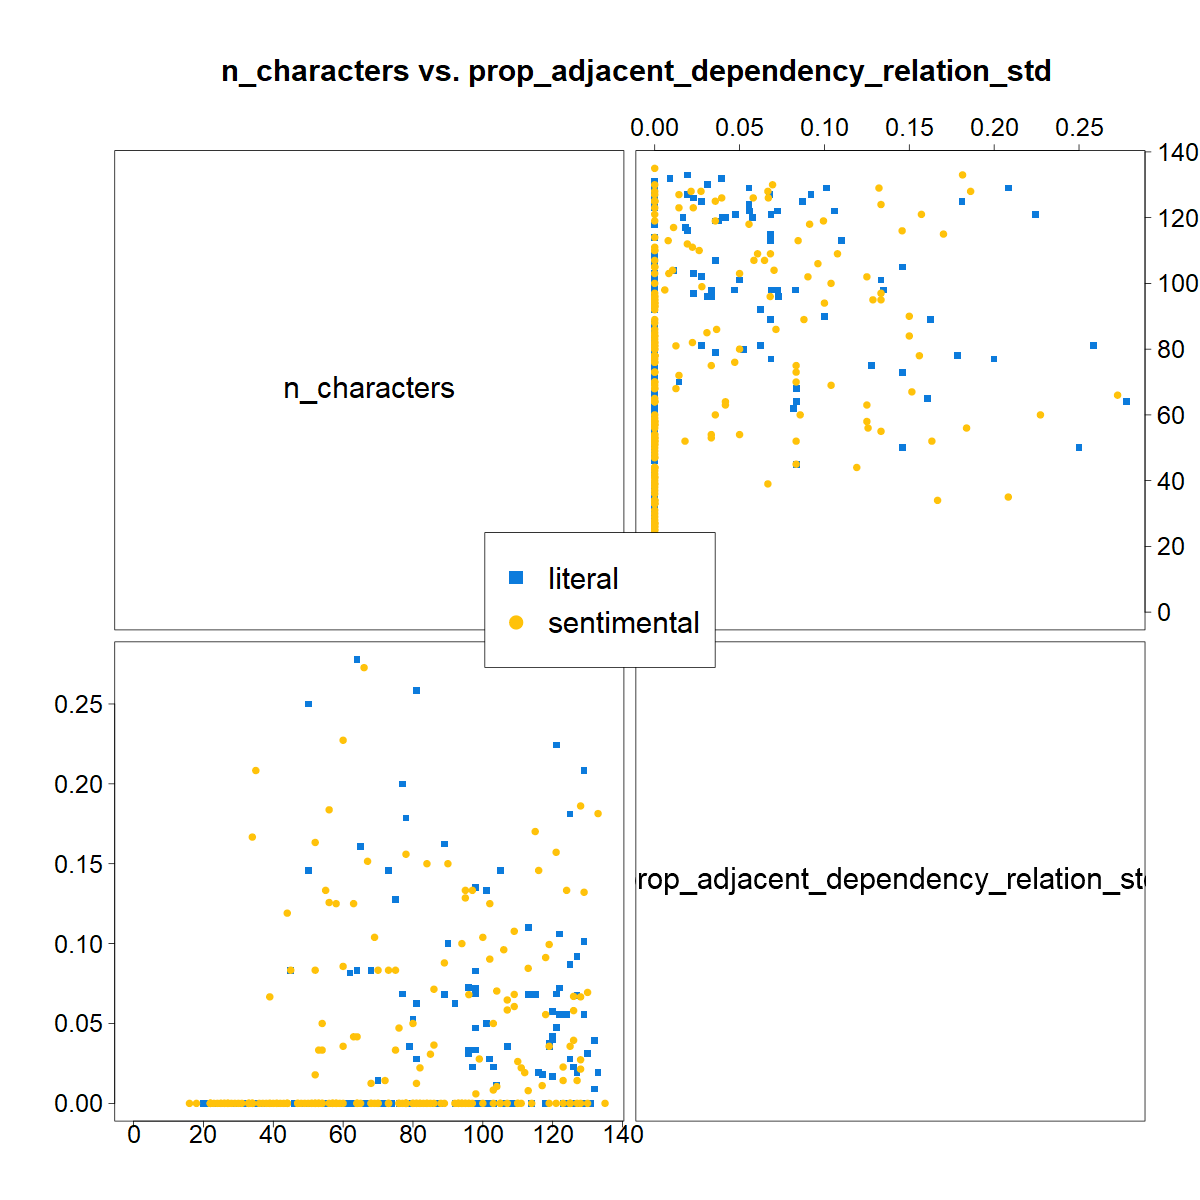 n_characters vs. prop_adjacent_dependency_relation_std
0.00 0.05 0.10 0.15 0.20 0.25
n_characters
140
120
100
80
60
40
20
0
literal
sentimental
0.25
0.20
0.15
0.10
0.05
0.00
rop_adjacent_dependency_relation_st
0 20 40 60 80 100 120 140